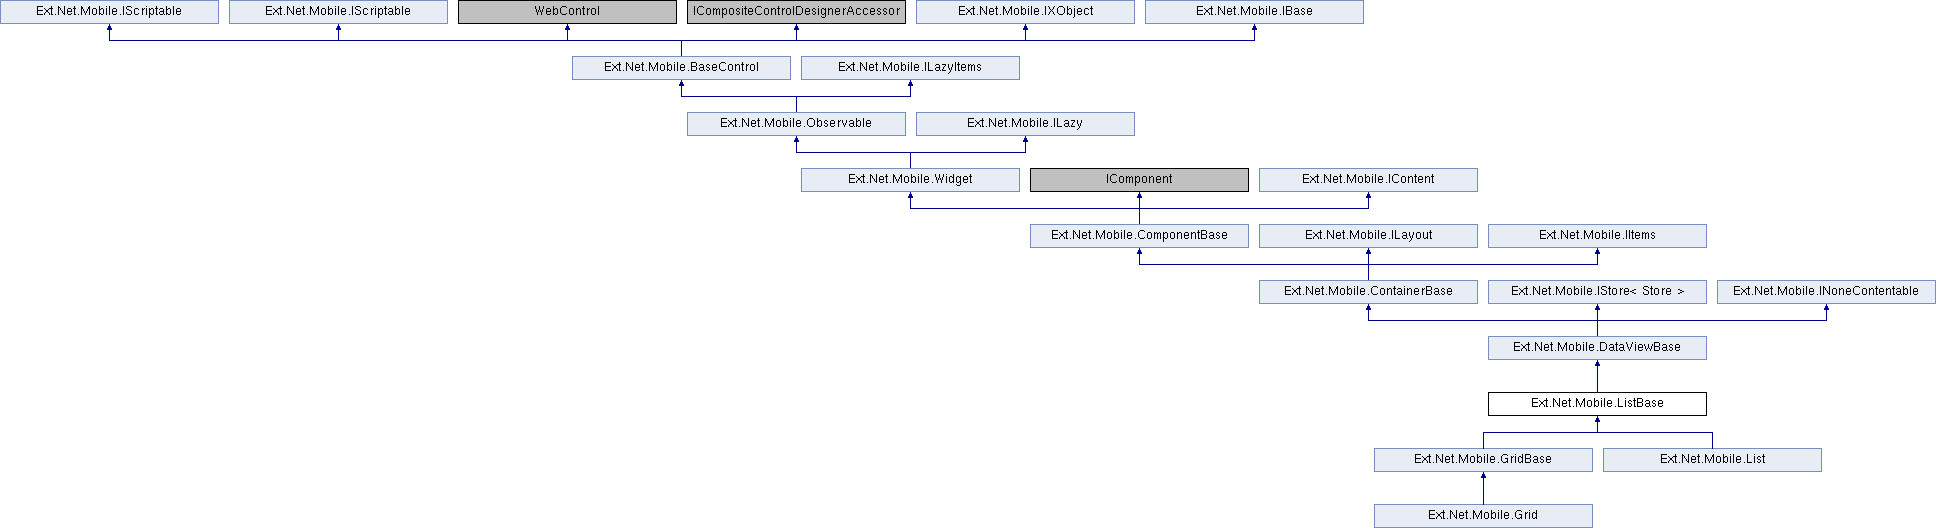 Ext.Net.Mobile.IScriptable
Ext.Net.Mobile.IScriptable
WebControl
ICompositeControlDesignerAccessor
Ext.Net.Mobile.IXObject
Ext.Net.Mobile.IBase
Ext.Net.Mobile.BaseControl
Ext.Net.Mobile.ILazyItems
Ext.Net.Mobile.Observable
Ext.Net.Mobile.ILazy
Ext.Net.Mobile.Widget
IComponent
Ext.Net.Mobile.IContent
Ext.Net.Mobile.ComponentBase
Ext.Net.Mobile.ILayout
Ext.Net.Mobile.IItems
Ext.Net.Mobile.ContainerBase
Ext.Net.Mobile.IStore< Store >
Ext.Net.Mobile.INoneContentable
Ext.Net.Mobile.DataViewBase
Ext.Net.Mobile.ListBase
Ext.Net.Mobile.GridBase
Ext.Net.Mobile.List
Ext.Net.Mobile.Grid